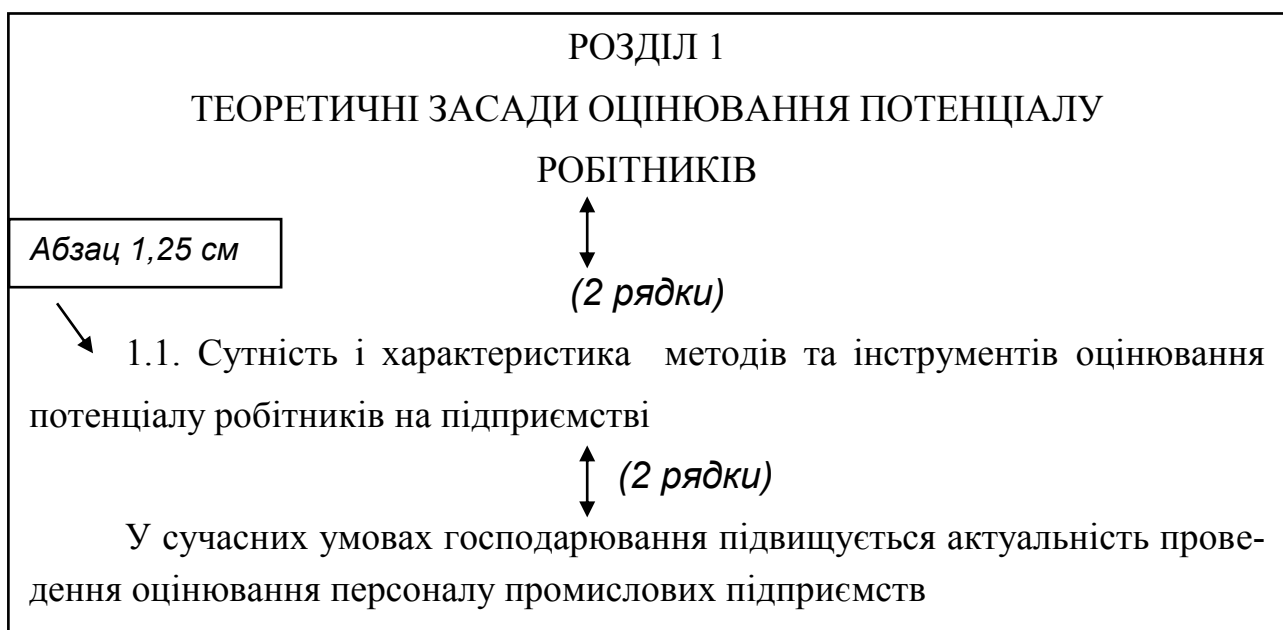 РОЗДІЛ 1
ТЕОРЕТИЧНІ ЗАСАДИ ОЦІНЮВАННЯ ПОТЕНЦІАЛУ
РОБІТНИКІВ
Абзац 1,25 см
(2 рядки)
1.1. Сутність і характеристика методів та інструментів оцінювання
потенціалу робітників на підприємстві
(2 рядки)
У сучасних умовах господарювання підвищується актуальність прове-
дення оцінювання персоналу промислових підприємств